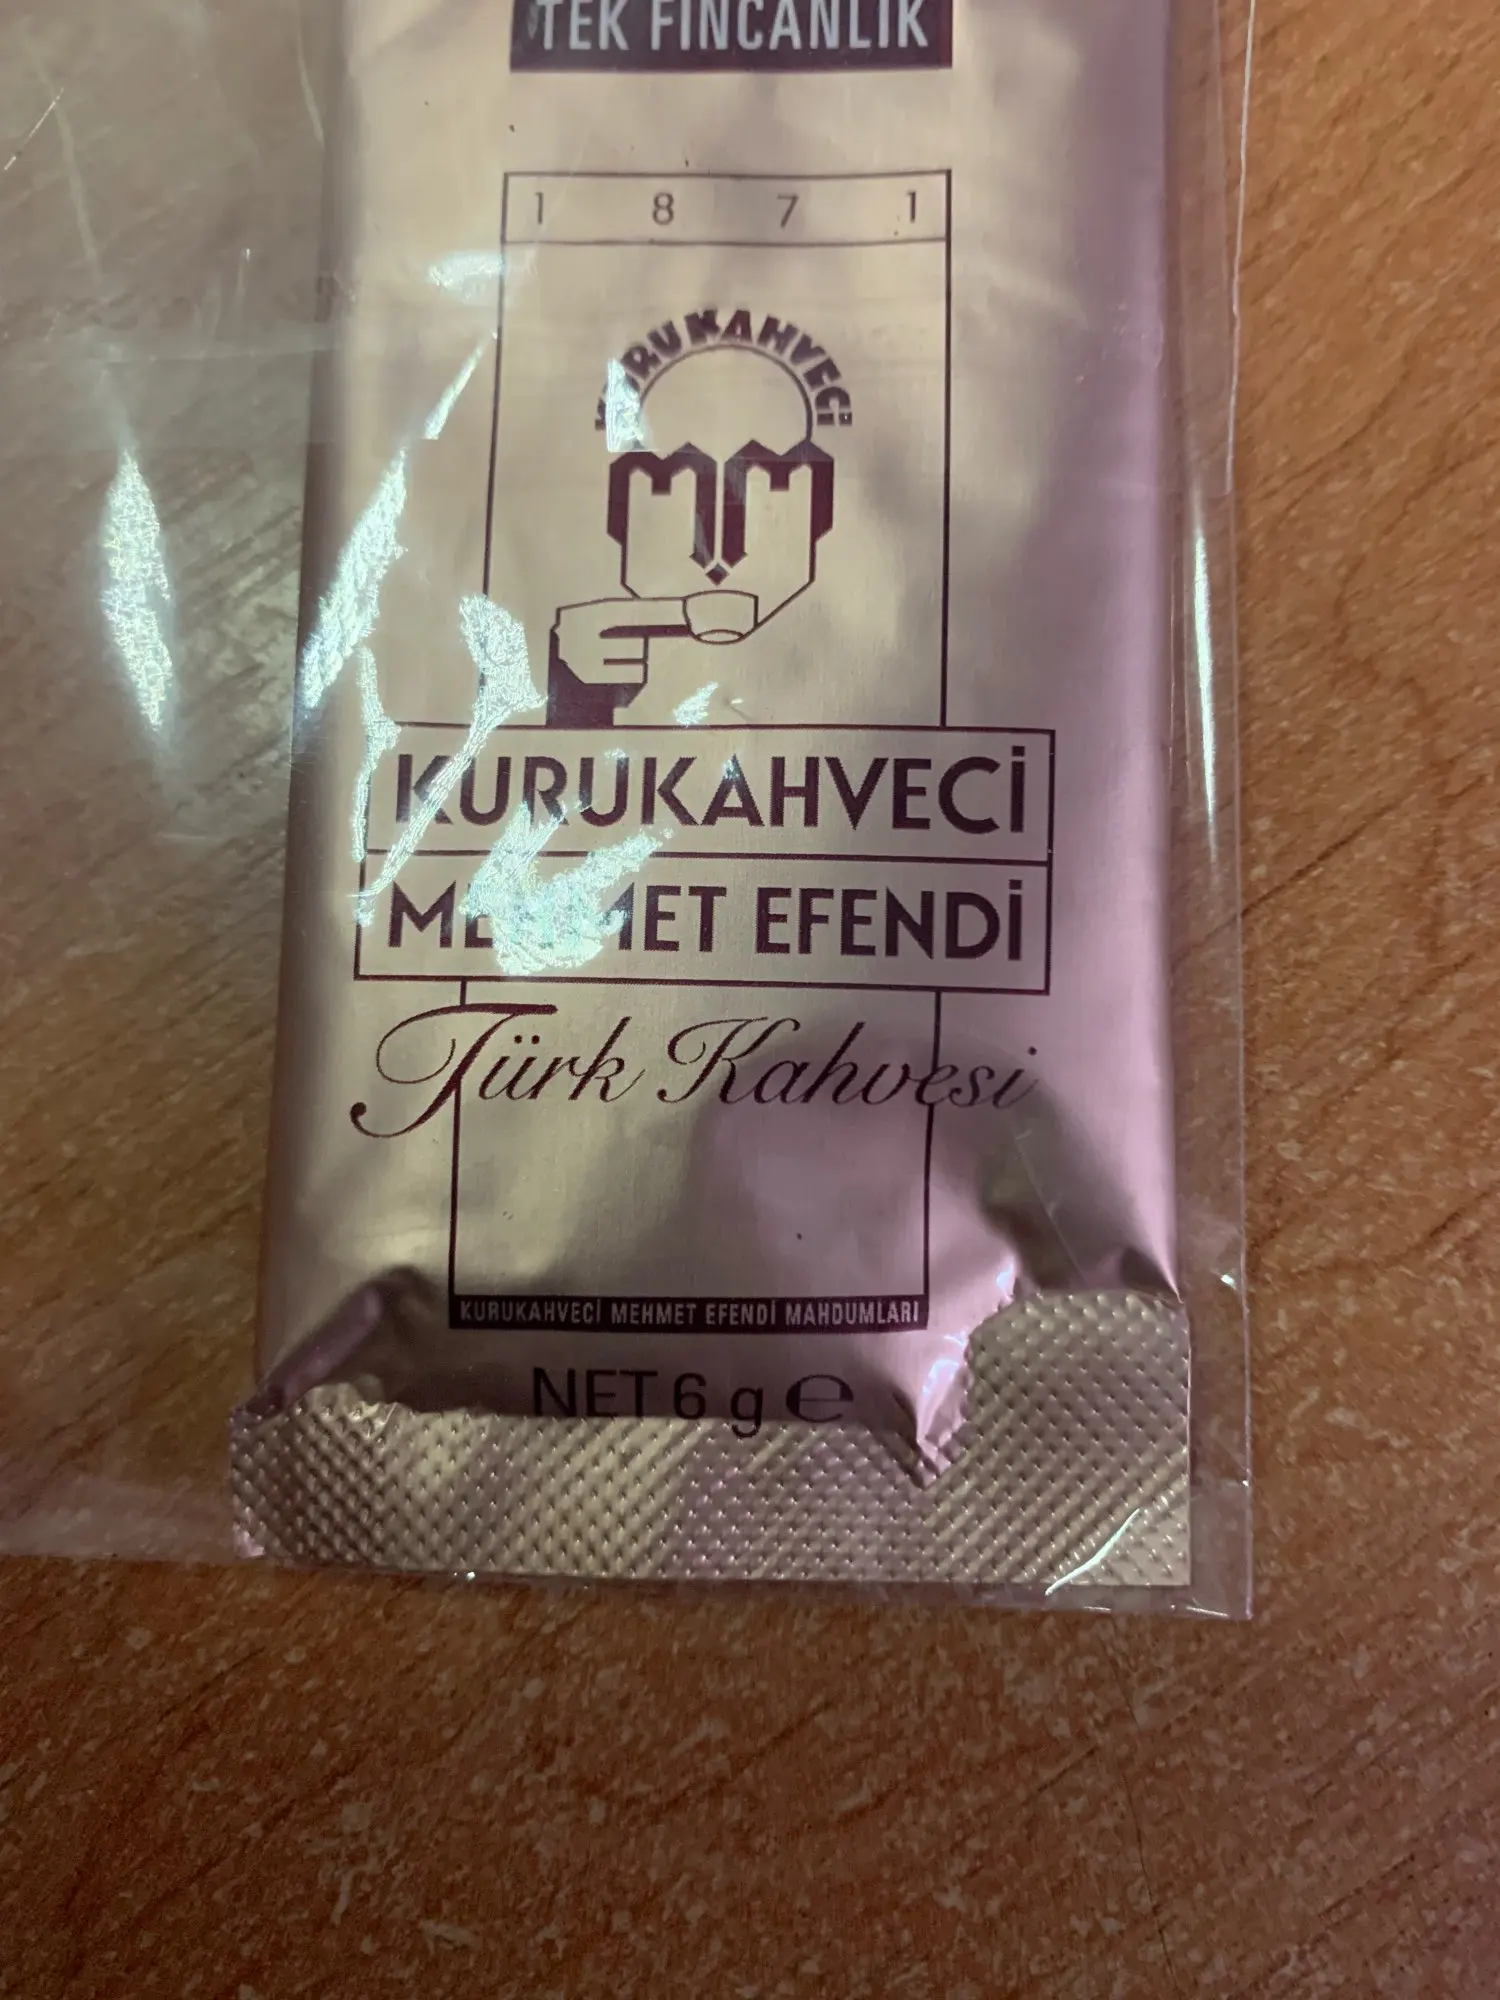 TEK FİNCANLIK
1 8 7 1
KURUKAHVECİ
MM
KURUKAHVECİ
MEHMET EFENDİ
Türk Kahvesi
KURUKAHVECİ MEHMET EFENDİ MAHDUMLARI
NET 6 g ℮